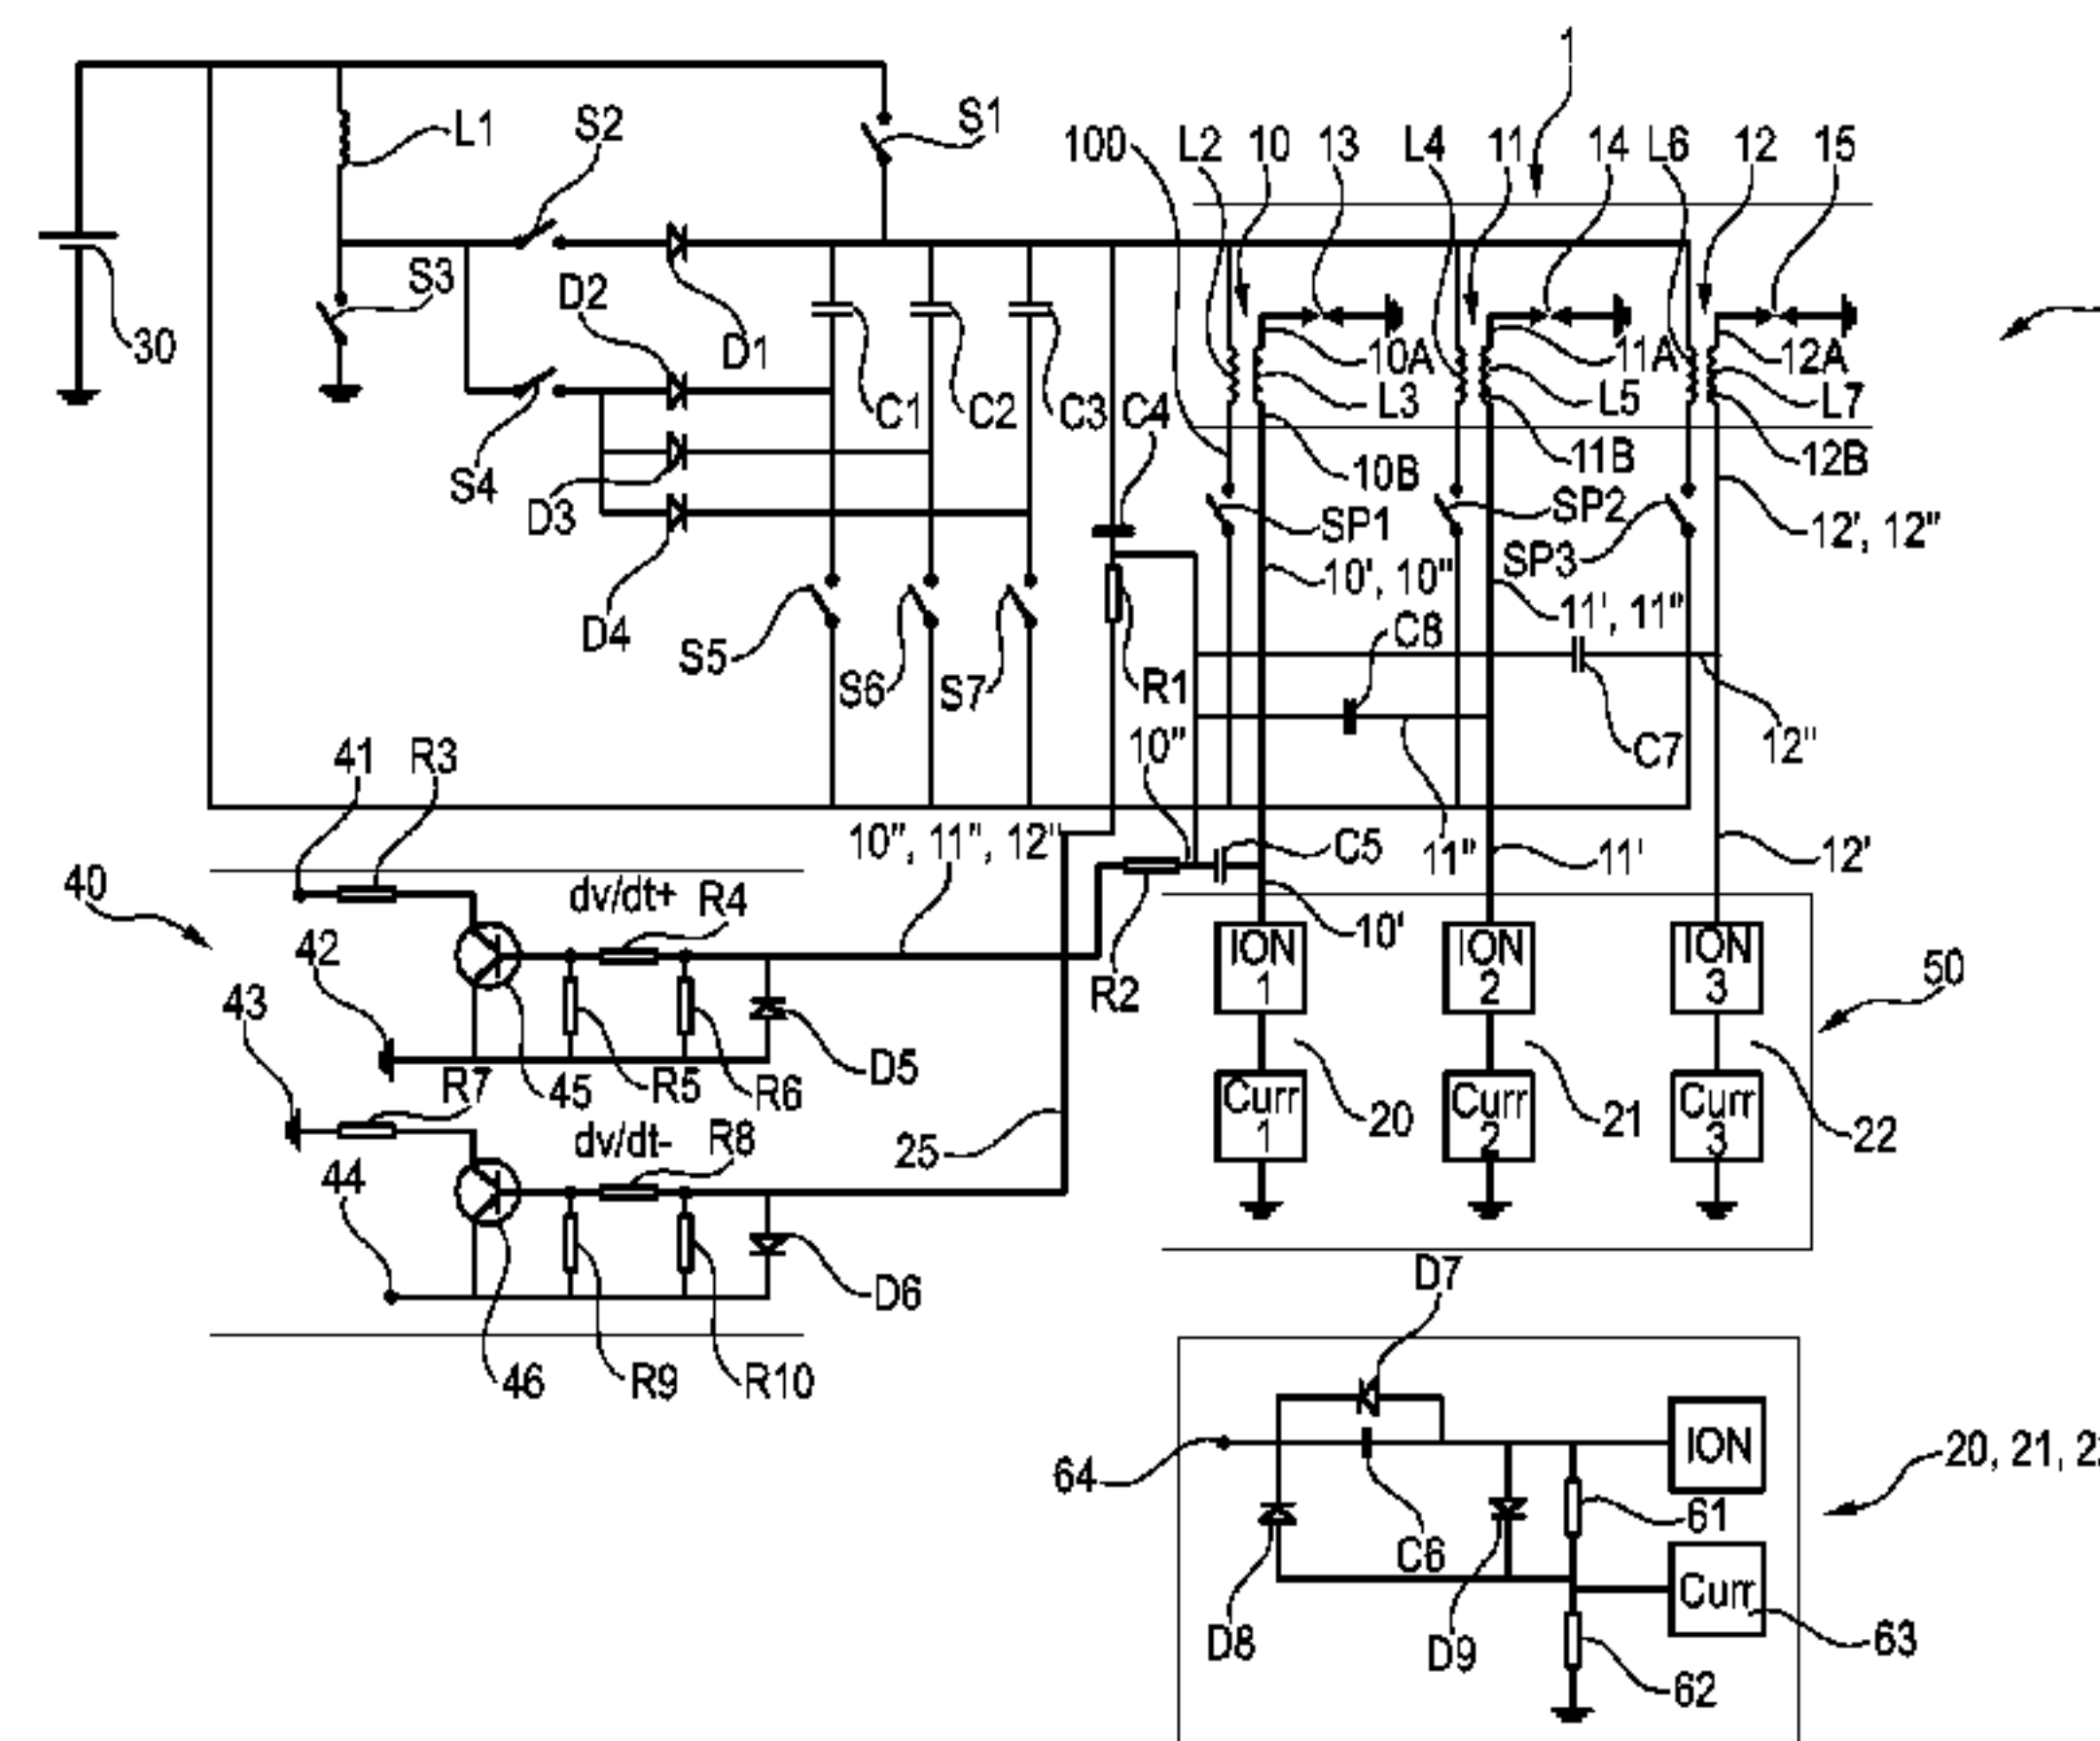 1
L1
S2
S1
100
L2
10
13
L4
11
14
L6
12
15
S3
D2
30
D1
10A
11A
12A
C1
C2
C3
C4
L3
L5
L7
S4
D3
10B
11B
12B
SP1
SP2
SP3
12', 12"
D4
S5
S6
S7
R1
10', 10"
11', 11"
C8
41
R3
10"
C7
12"
10", 11", 12"
C5
11"
11'
12'
40
dv/dt+
R4
10'
42
ION
1
ION
2
ION
3
50
43
R2
R7
45
R5
R6
D5
Curr
1
20
Curr
2
21
Curr
3
22
dv/dt-
R8
25
44
D6
D7
46
R9
R10
ION
64
61
20, 21,
C6
Curr
D8
D9
63
62